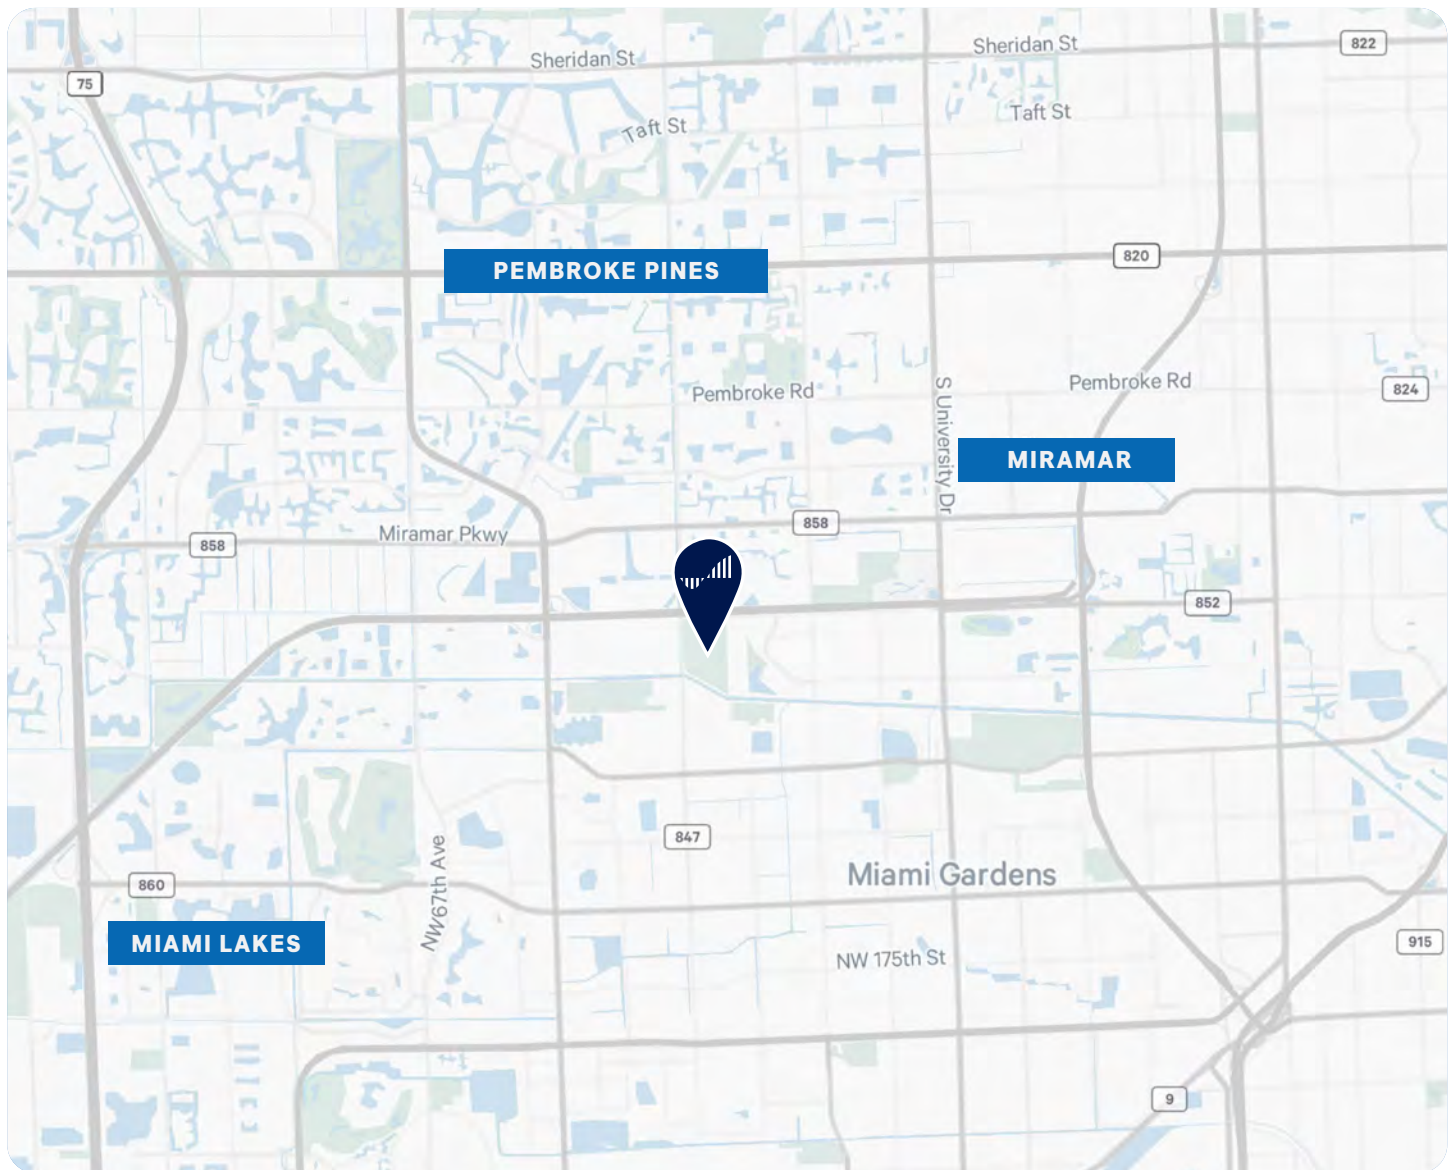 Sheridan St
Sheridan St
822
75
Taft St
Taft St
820
PEMBROKE PINES
Pembroke Rd
Pembroke Rd
824
S University Dr
MIRAMAR
858
Miramar Pkwy
858
852
847
Miami Gardens
860
NW67th Ave
MIAMI LAKES
NW 175th St
915
9